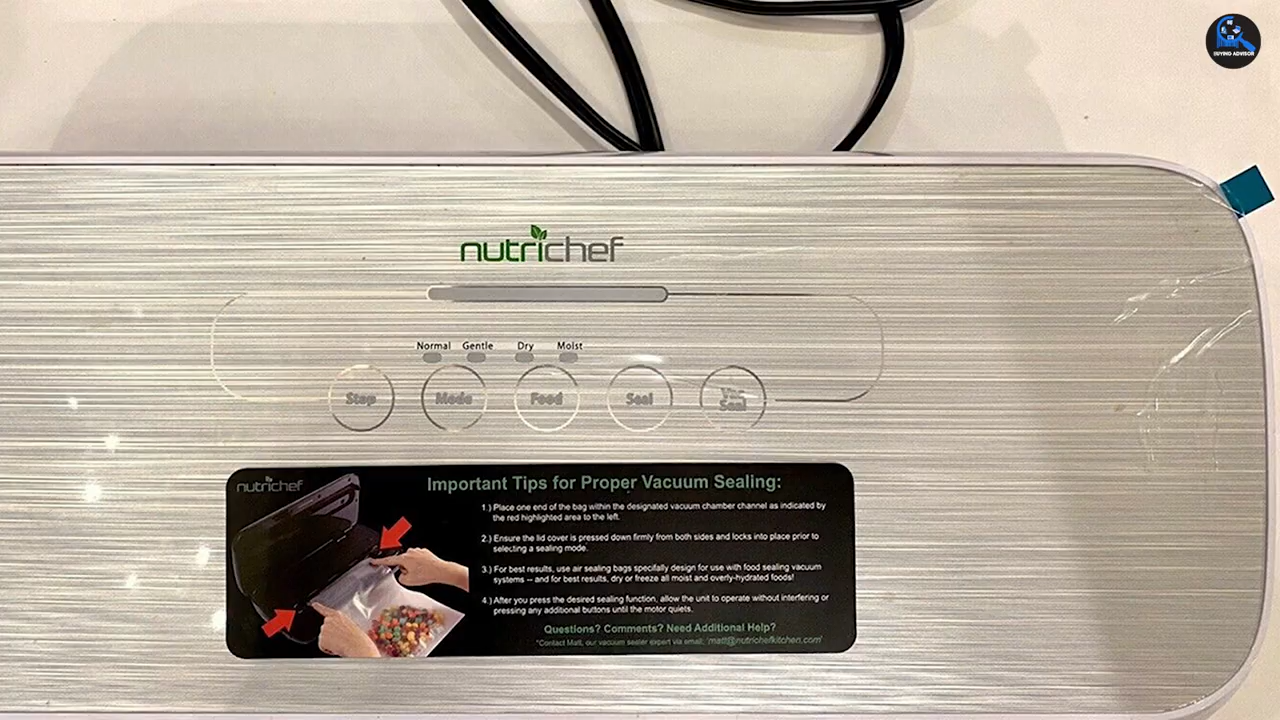 BUYING ADVISOR
nutrichef
Normal Gentle Dry Moist
Stop Mode Food Seal Vac Seal
nutrichef
Important Tips for Proper Vacuum Sealing:
1.) Place one end of the bag within the designated vacuum chamber channel as indicated by
the red highlighted area to the left.
2.) Ensure the lid cover is pressed down firmly from both sides and locks into place prior to
selecting a sealing mode.
3.) For best results, use air sealing bags specifally design for use with food sealing vacuum
systems -- and for best results, dry or freeze all moist and overly-hydrated foods!
4.) After you press the desired sealing function, allow the unit to operate without interfering or
pressing any additional buttons until the motor quiets.
Questions? Comments? Need Additional Help?
*Contact Matt, our vacuum sealer expert via email, 'matt@nutrichefkitchen.com'